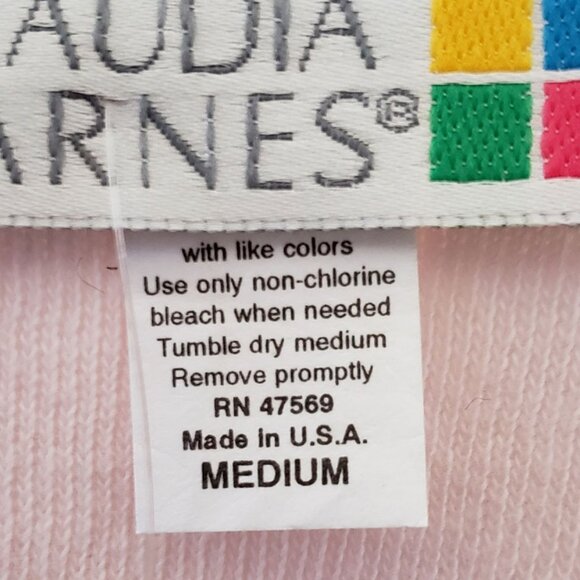 AUDIA
ARNES®
with like colors
Use only non-chlorine
bleach when needed
Tumble dry medium
Remove promptly
RN 47569
Made in U.S.A.
MEDIUM